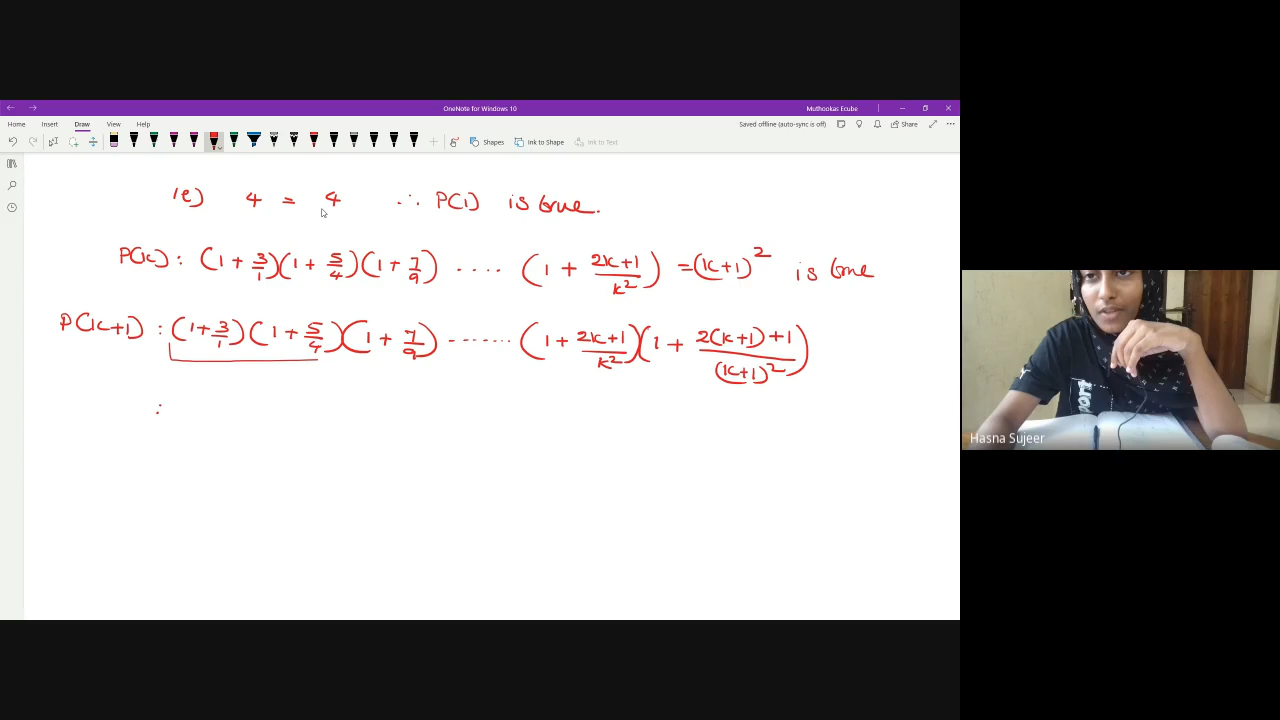 OneNote for Windows 10
Muthookas Ecube
Home Insert Draw View Help
Saved offline (auto-sync is off) Share
Shapes Ink to Shape Ink to Text
ie) 4 = 4 ∴ P(1) is true.
P(k) : (1 + 3/1)(1 + 5/4)(1 + 7/9) .... (1 + 2k+1/k²) = (k+1)² is true
P(k+1) : (1 + 3/1)(1 + 5/4)(1 + 7/9) ........ (1 + 2k+1/k²)(1 + 2(k+1)+1/(k+1)²)
:
Hasna Sujeer